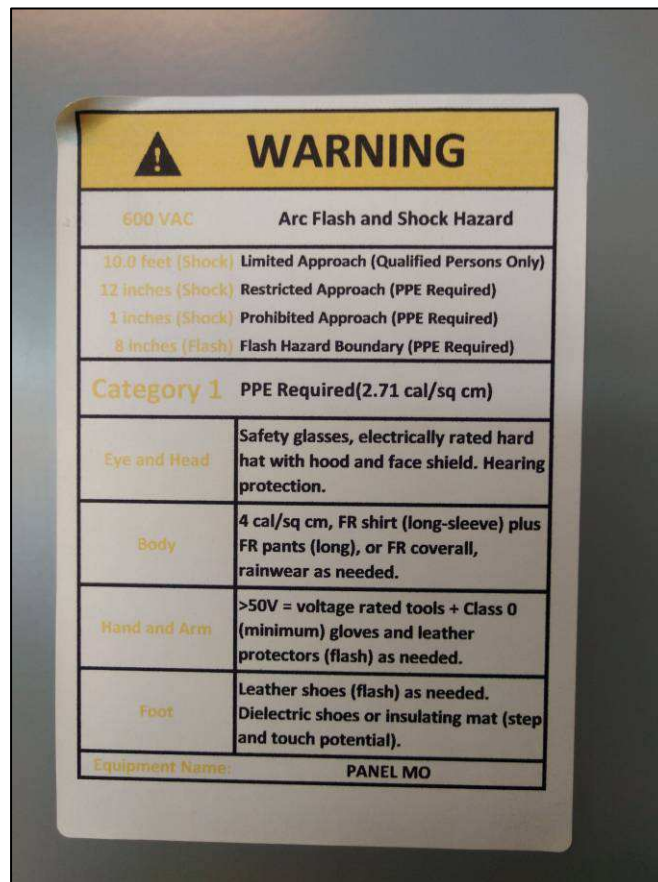 WARNING
600 VAC Arc Flash and Shock Hazard
10.0 feet (Shock) Limited Approach (Qualified Persons Only)
12 inches (Shock) Restricted Approach (PPE Required)
1 inches (Shock) Prohibited Approach (PPE Required)
8 inches (Flash) Flash Hazard Boundary (PPE Required)
Category 1 PPE Required(2.71 cal/sq cm)
Eye and Head
Safety glasses, electrically rated hard
hat with hood and face shield. Hearing
protection.
Body
4 cal/sq cm, FR shirt (long-sleeve) plus
FR pants (long), or FR coverall,
rainwear as needed.
Hand and Arm
>50V = voltage rated tools + Class 0
(minimum) gloves and leather
protectors (flash) as needed.
Foot
Leather shoes (flash) as needed.
Dielectric shoes or insulating mat (step
and touch potential).
Equipment Name: PANEL MO